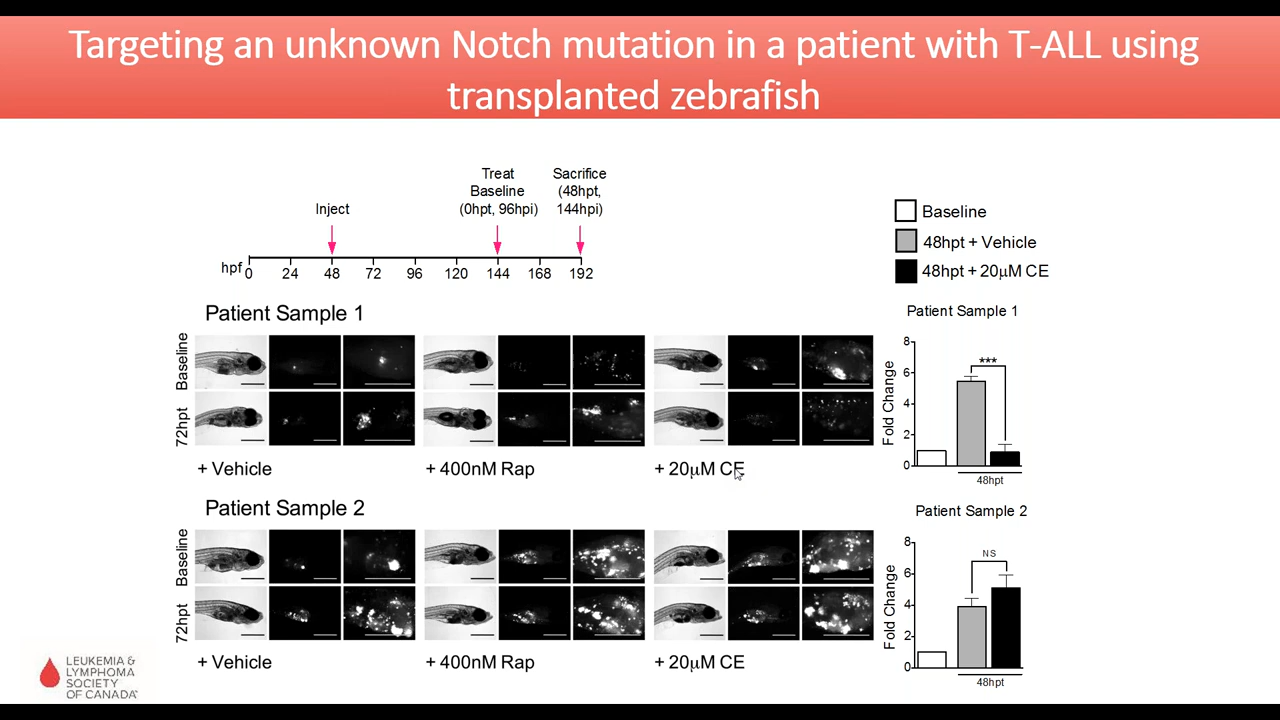 Targeting an unknown Notch mutation in a patient with T-ALL using
transplanted zebrafish
Treat
Baseline
(0hpt, 96hpi)
Sacrifice
(48hpt,
144hpi)
Inject
hpf
0 24 48 72 96 120 144 168 192
Baseline
48hpt + Vehicle
48hpt + 20µM CE
Patient Sample 1
Baseline
72hpt
+ Vehicle
+ 400nM Rap
+ 20µM CE
Patient Sample 1
Fold Change
8
6
4
2
0
***
48hpt
Patient Sample 2
Baseline
72hpt
+ Vehicle
+ 400nM Rap
+ 20µM CE
Patient Sample 2
Fold Change
8
6
4
2
0
NS
48hpt
LEUKEMIA &
LYMPHOMA
SOCIETY
OF CANADA